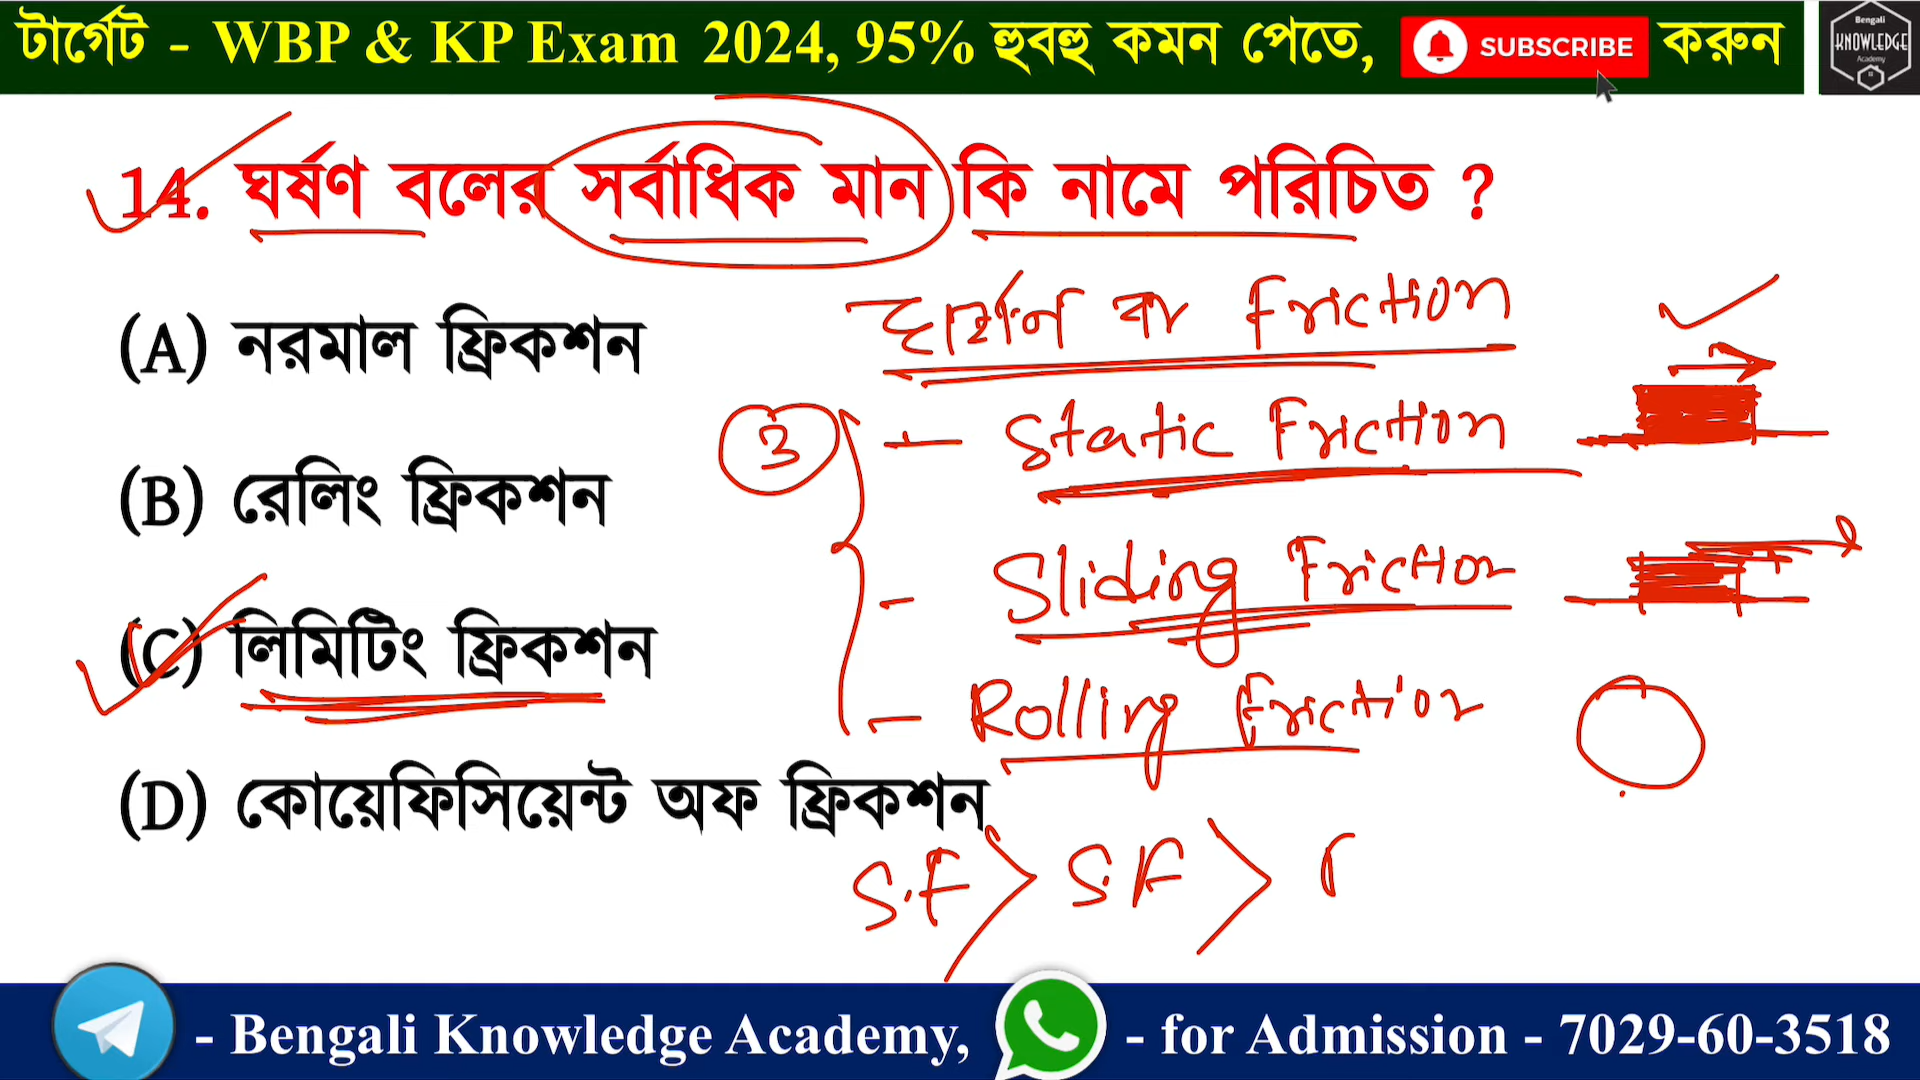 টার্গেট - WBP & KP Exam 2024, 95% হুবহু কমন পেতে, SUBSCRIBE করুন
Bengali
KNOWLEDGE
Academy
14. ঘর্ষণ বলের সর্বাধিক মান কি নামে পরিচিত ?
বা Friction
(A) নরমাল ফ্রিকশন
3
- Static Friction
(B) রেলিং ফ্রিকশন
- Sliding Friction
(C) লিমিটিং ফ্রিকশন
- Rolling Friction
(D) কোয়েফিসিয়েন্ট অফ ফ্রিকশন
S.F > S.F > r
- Bengali Knowledge Academy, - for Admission - 7029-60-3518